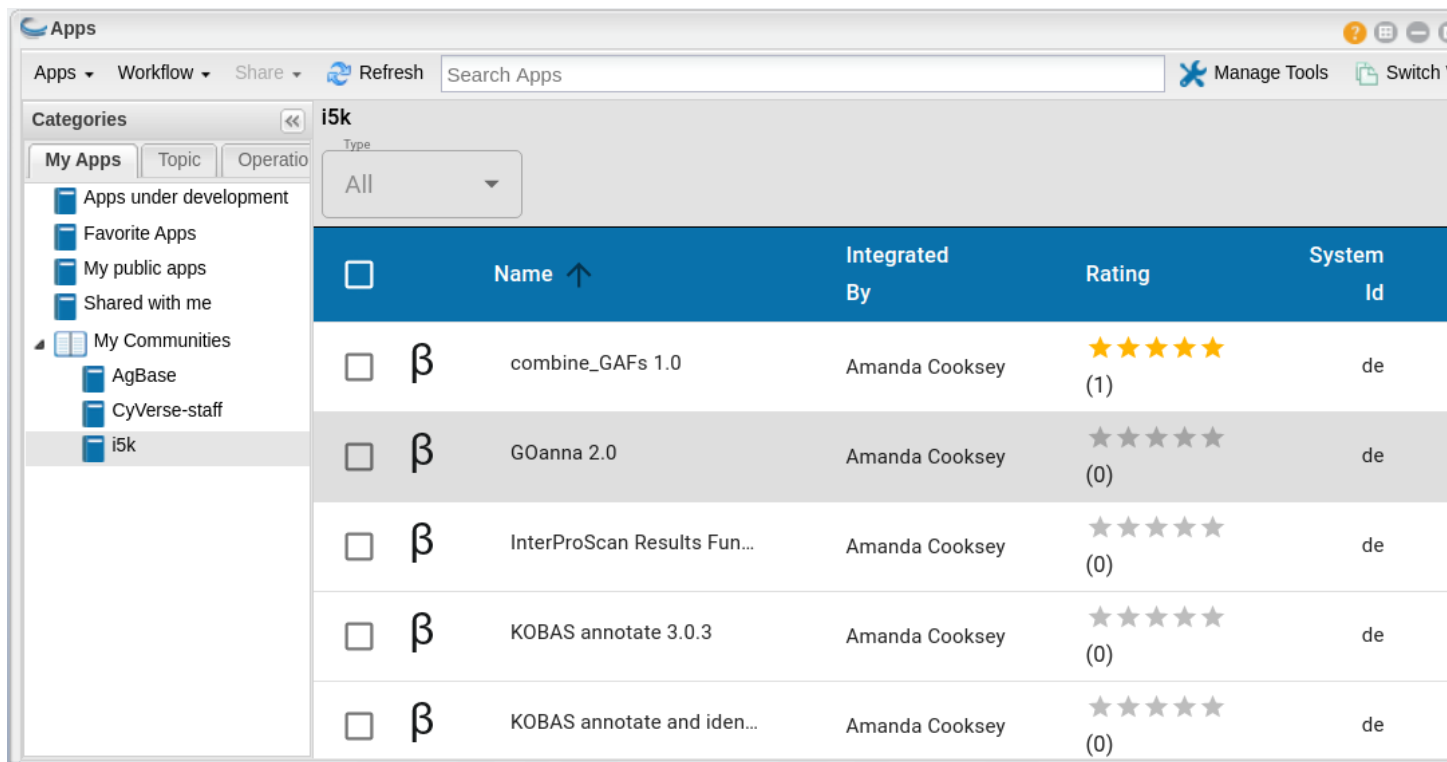 Apps
Apps Workflow Share Refresh Search Apps Manage Tools Switch
Categories
My Apps Topic Operatio
Apps under development
Favorite Apps
My public apps
Shared with me
My Communities
AgBase
CyVerse-staff
i5k
i5k
Type
All
Name Integrated By Rating System Id
β combine_GAFs 1.0 Amanda Cooksey (1) de
β GOanna 2.0 Amanda Cooksey (0) de
β InterProScan Results Fun... Amanda Cooksey (0) de
β KOBAS annotate 3.0.3 Amanda Cooksey (0) de
β KOBAS annotate and iden... Amanda Cooksey (0) de